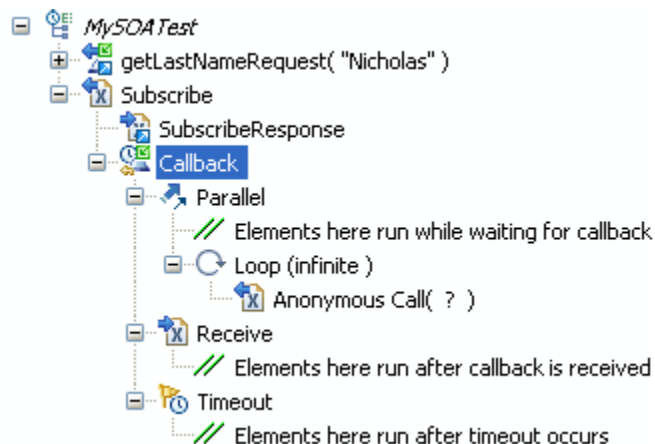 MySOATest
getLastNameRequest( "Nicholas" )
Subscribe
SubscribeResponse
Callback
Parallel
Elements here run while waiting for callback
Loop (infinite )
Anonymous Call( ? )
Receive
Elements here run after callback is received
Timeout
Elements here run after timeout occurs